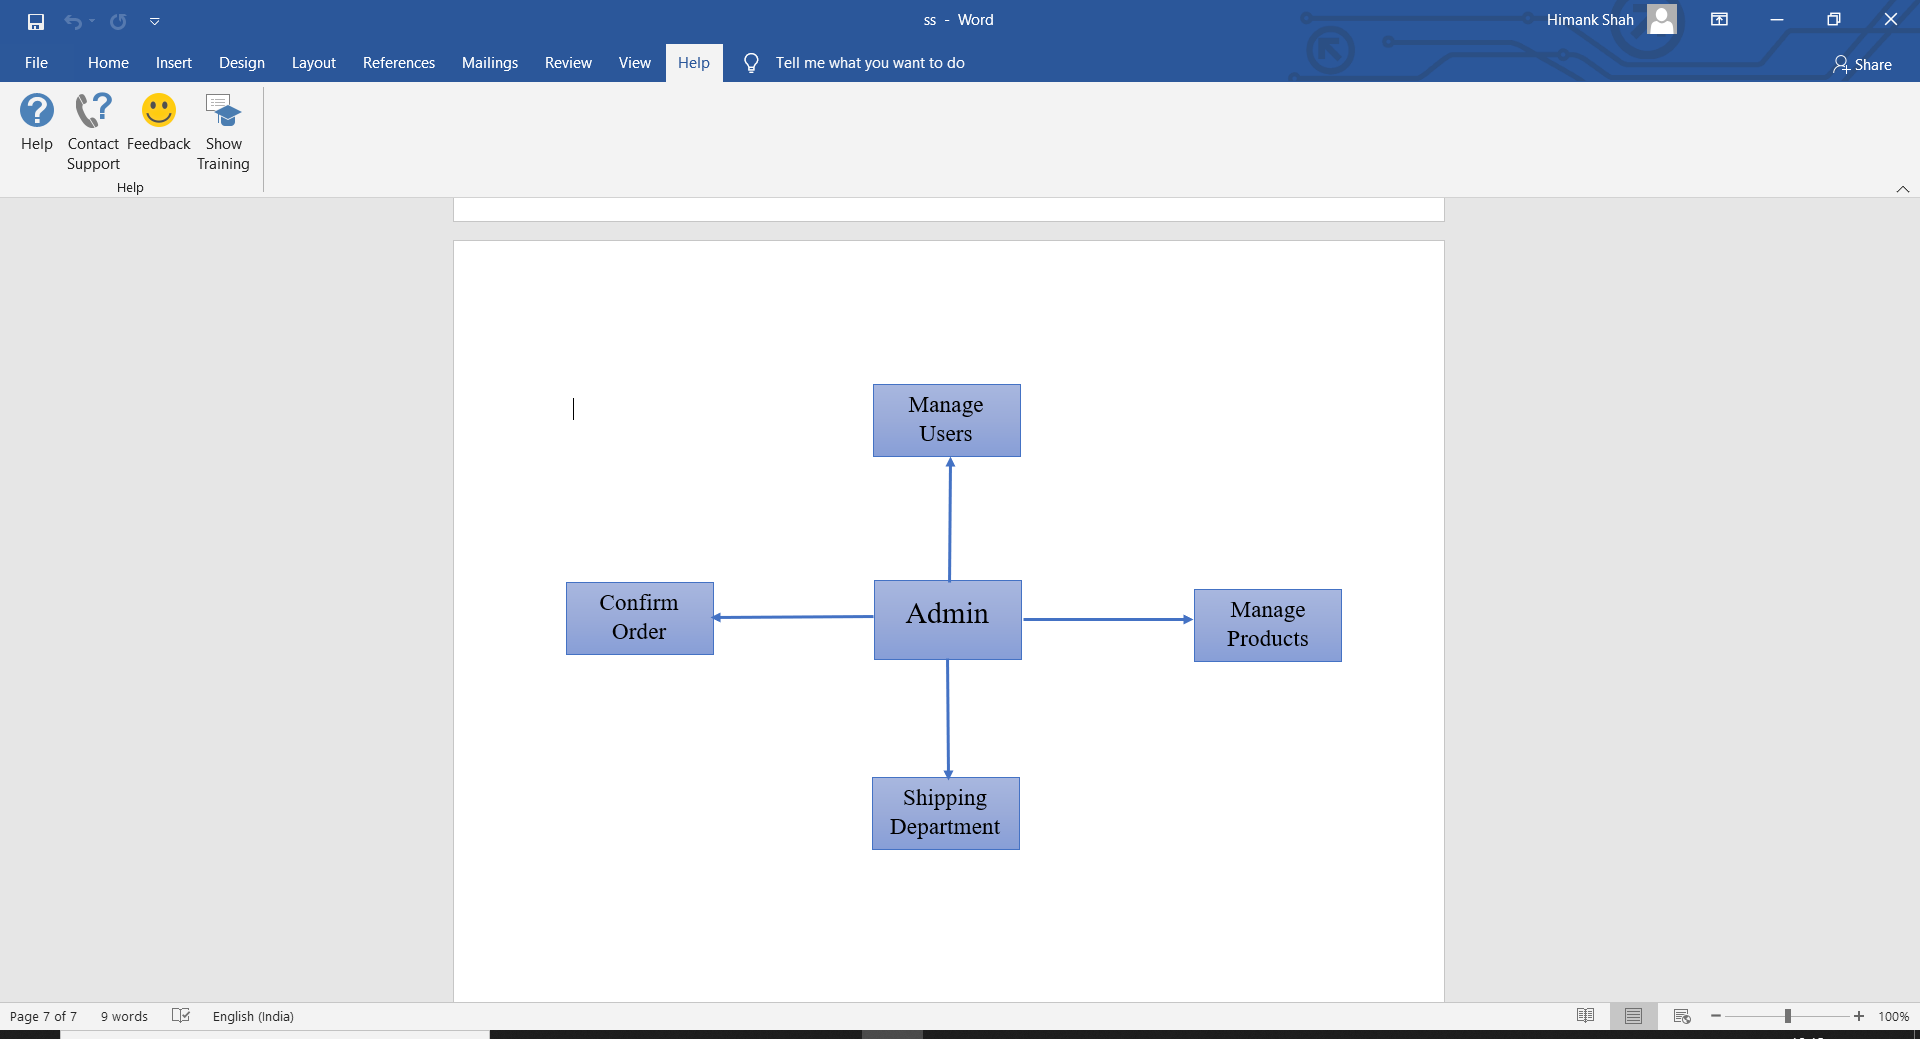 ss - Word
Himank Shah
File Home Insert Design Layout References Mailings Review View Help Tell me what you want to do
Share
Help Contact Support Feedback Show Training
Help
Manage
Users
Confirm
Order
Admin
Manage
Products
Shipping
Department
Page 7 of 7 9 words English (India)
100%